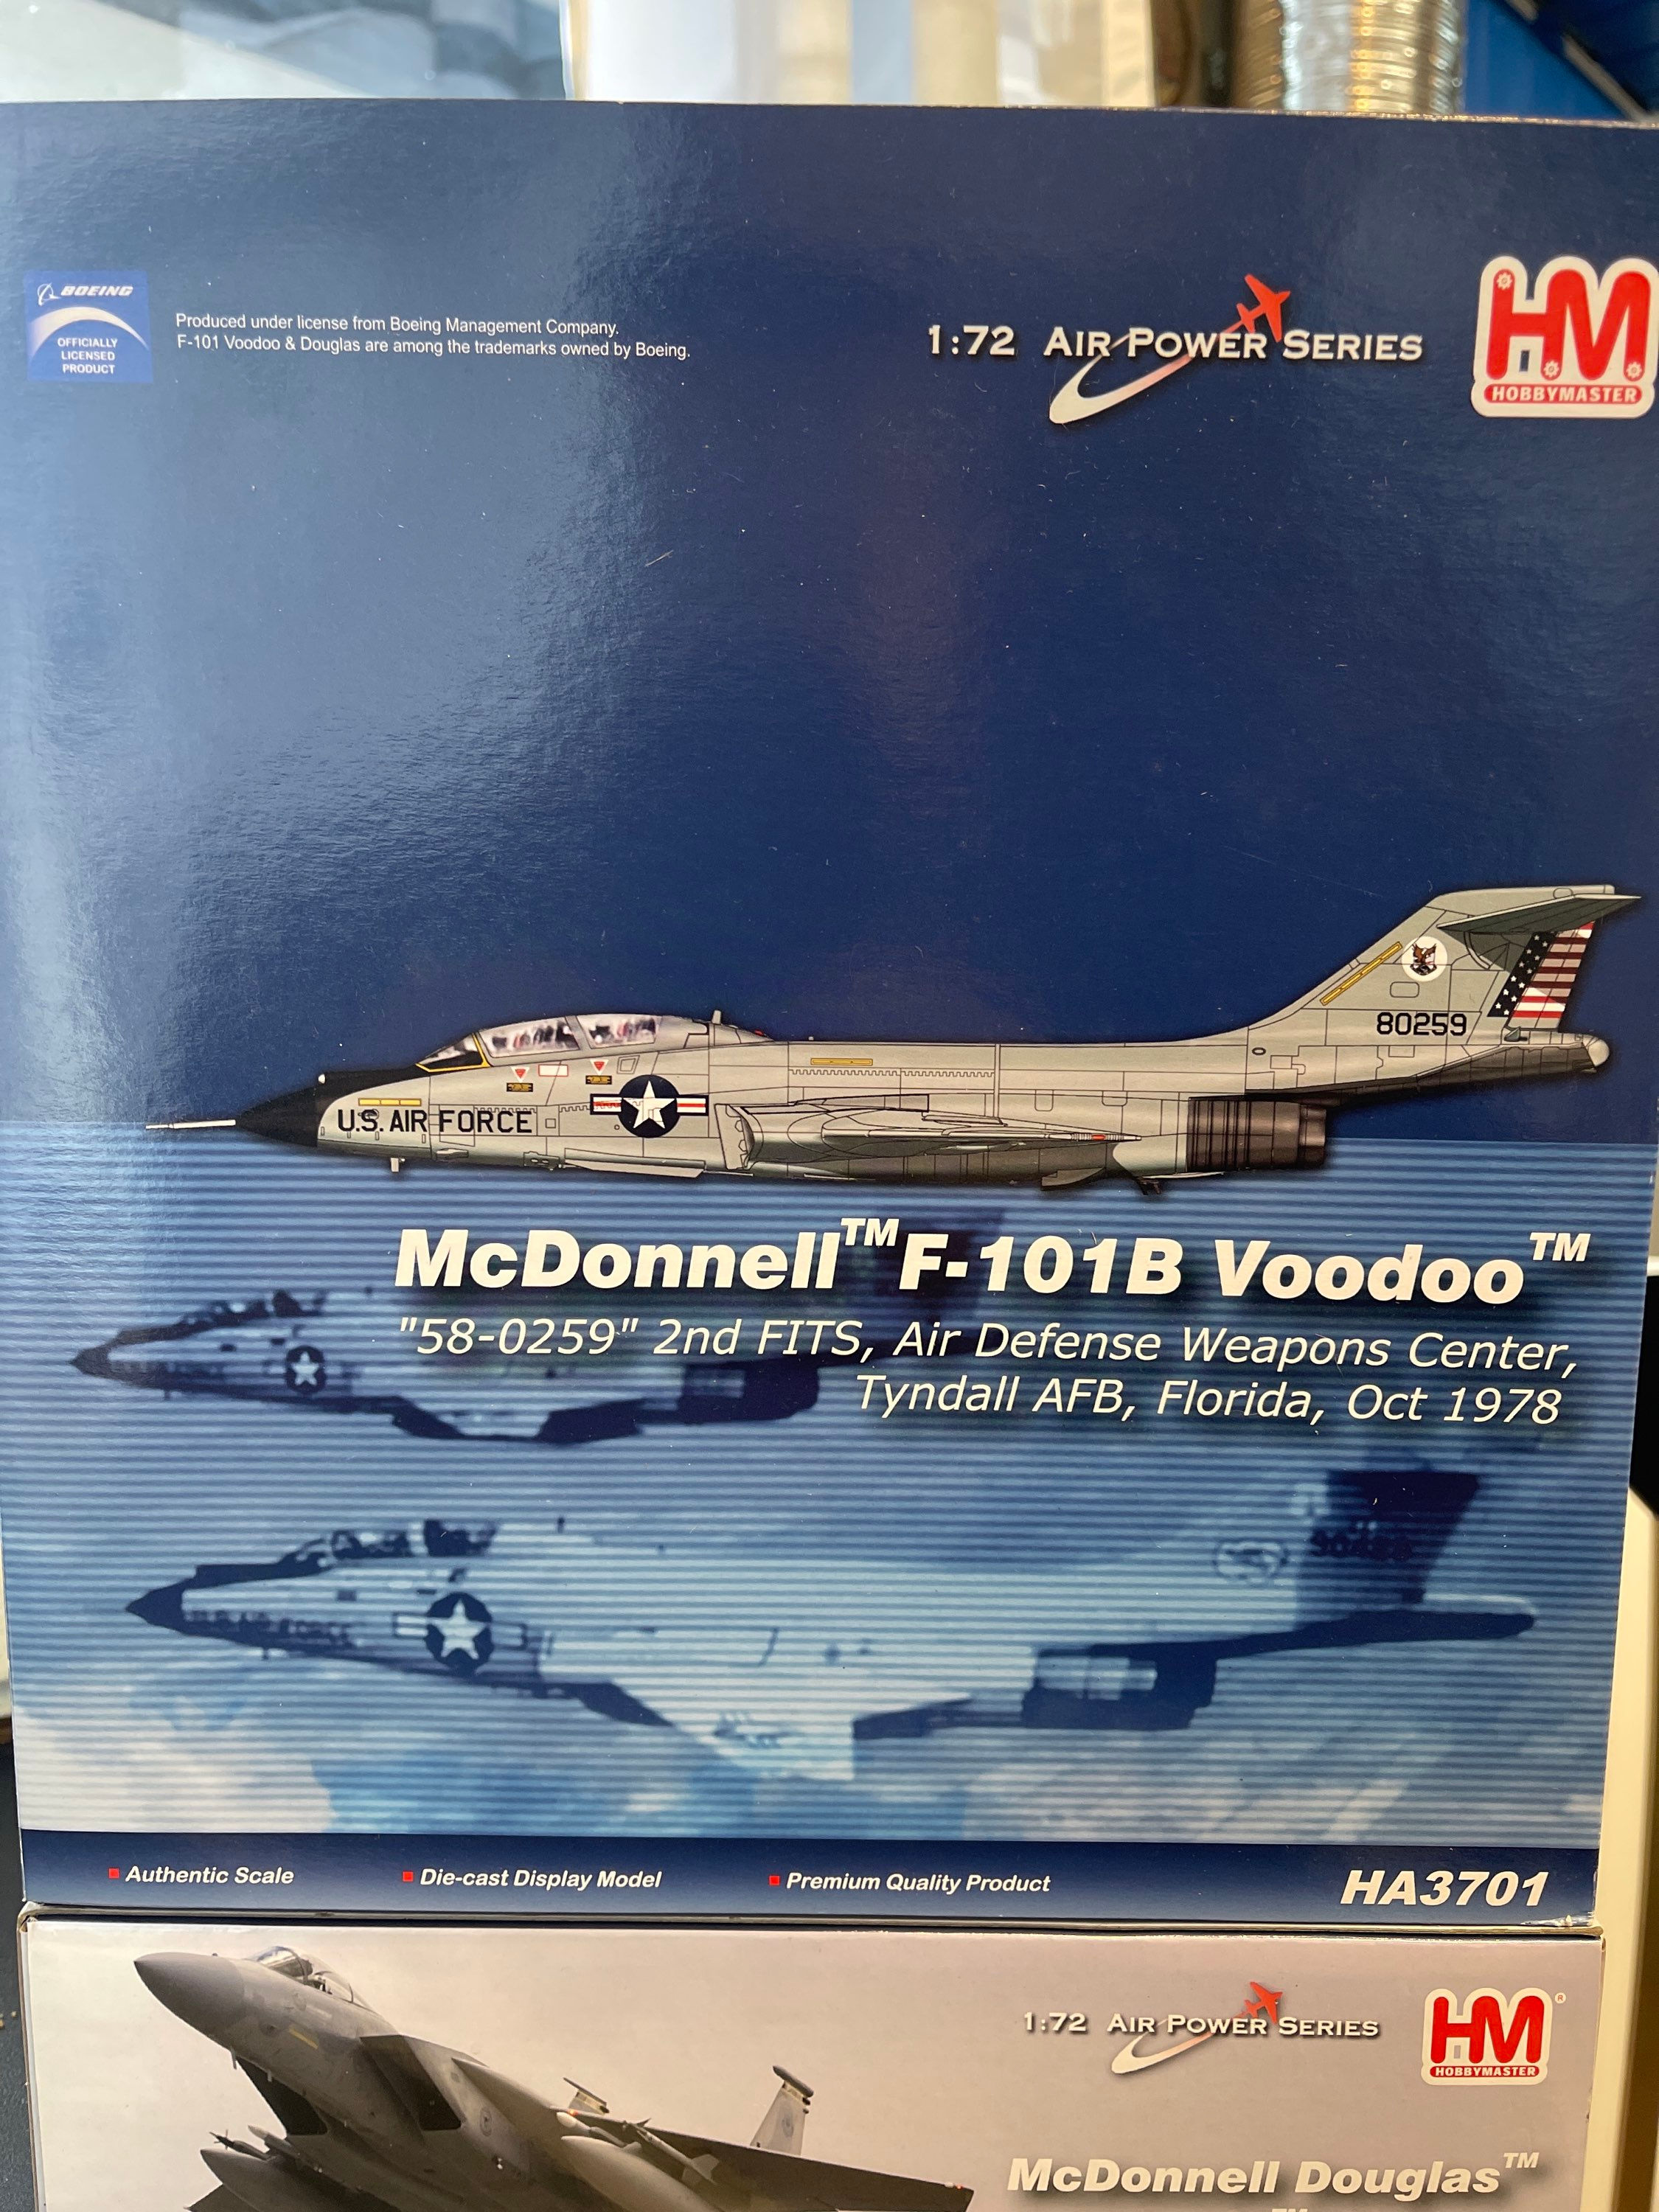 BOEING
OFFICIALLY
LICENSED
PRODUCT
Produced under license from Boeing Management Company.
F-101 Voodoo & Douglas are among the trademarks owned by Boeing.
1:72 AIR POWER SERIES
HM
HOBBYMASTER
80259
U.S. AIR FORCE
McDonnell™ F-101B Voodoo™
"58-0259" 2nd FITS, Air Defense Weapons Center,
Tyndall AFB, Florida, Oct 1978
U.S. AIR FORCE
Authentic Scale
Die-cast Display Model
Premium Quality Product
HA3701
1:72 AIR POWER SERIES
HM®
HOBBYMASTER
McDonnell Douglas™